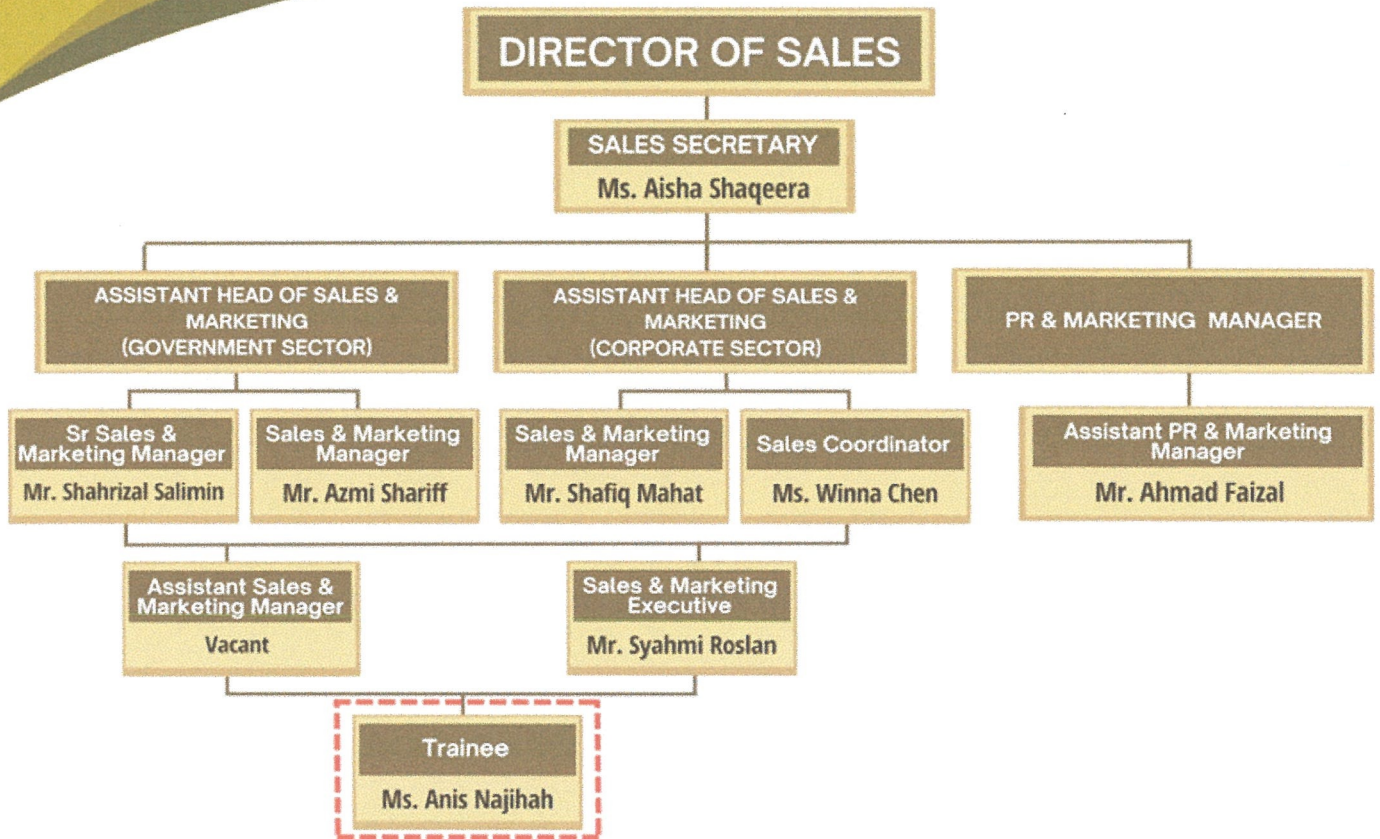 DIRECTOR OF SALES
SALES SECRETARY
Ms. Aisha Shaqeera
ASSISTANT HEAD OF SALES &
MARKETING
(GOVERNMENT SECTOR)
ASSISTANT HEAD OF SALES &
MARKETING
(CORPORATE SECTOR)
PR & MARKETING MANAGER
Sr Sales &
Marketing Manager
Mr. Shahrizal Salimin
Sales & Marketing
Manager
Mr. Azmi Shariff
Sales & Marketing
Manager
Mr. Shafiq Mahat
Sales Coordinator
Ms. Winna Chen
Assistant PR & Marketing
Manager
Mr. Ahmad Faizal
Assistant Sales &
Marketing Manager
Vacant
Sales & Marketing
Executive
Mr. Syahmi Roslan
Trainee
Ms. Anis Najihah